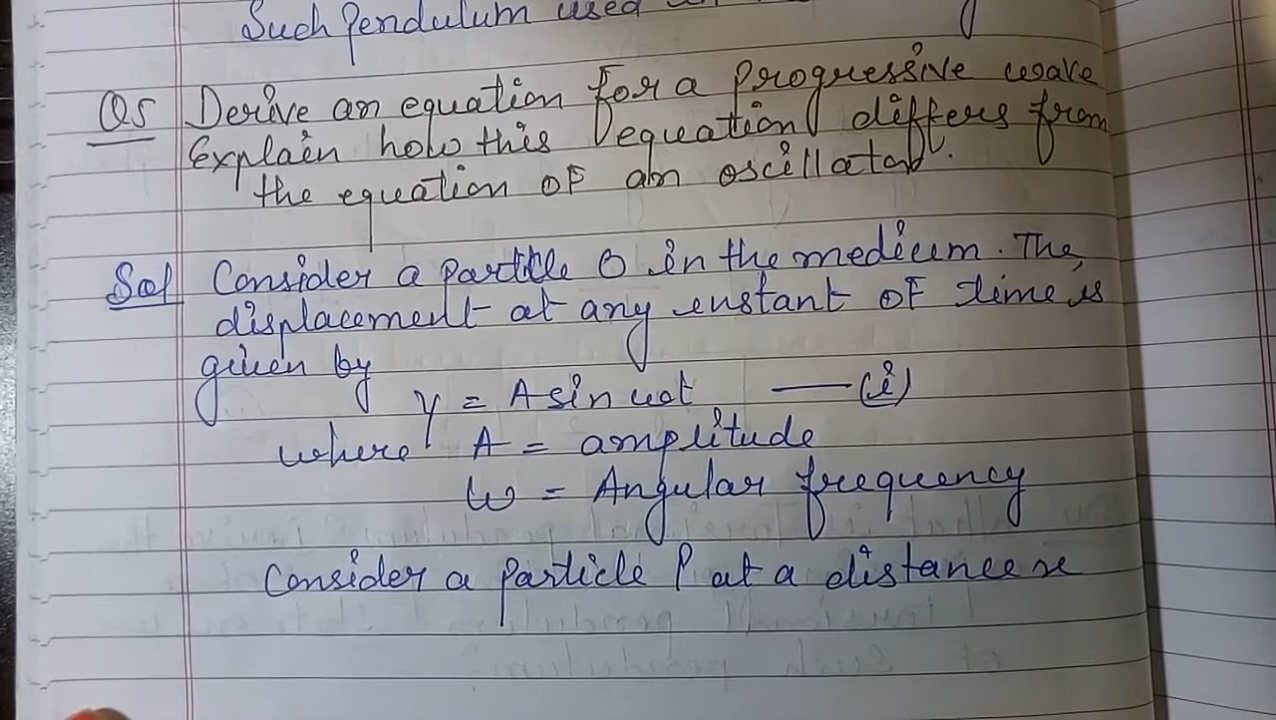 Such Pendulum used
Q5 Derive an equation For a Progressive wave
Explain how this equation differs from
the equation OF an oscillator.
Sol Consider a Particle O in the medium. The
displacement at any instant OF time is
given by
Y = A sin wt —(i)
where A = amplitude
w = Angular frequency
Consider a Particle P at a distance x